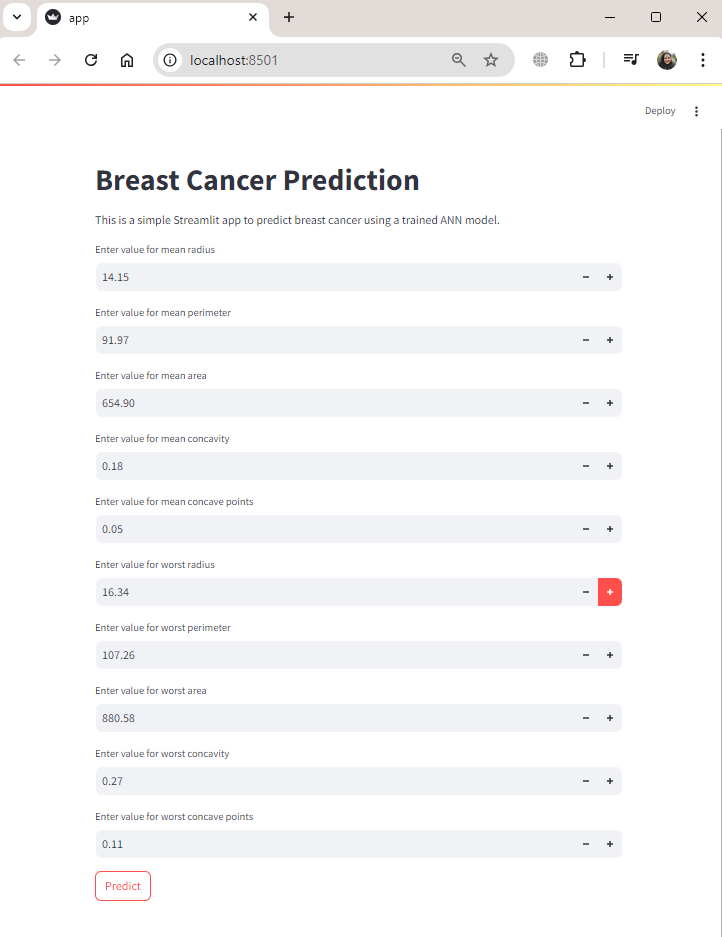 app
localhost:8501
Deploy
Breast Cancer Prediction
This is a simple Streamlit app to predict breast cancer using a trained ANN model.
Enter value for mean radius
14.15
Enter value for mean perimeter
91.97
Enter value for mean area
654.90
Enter value for mean concavity
0.18
Enter value for mean concave points
0.05
Enter value for worst radius
16.34
Enter value for worst perimeter
107.26
Enter value for worst area
880.58
Enter value for worst concavity
0.27
Enter value for worst concave points
0.11
Predict